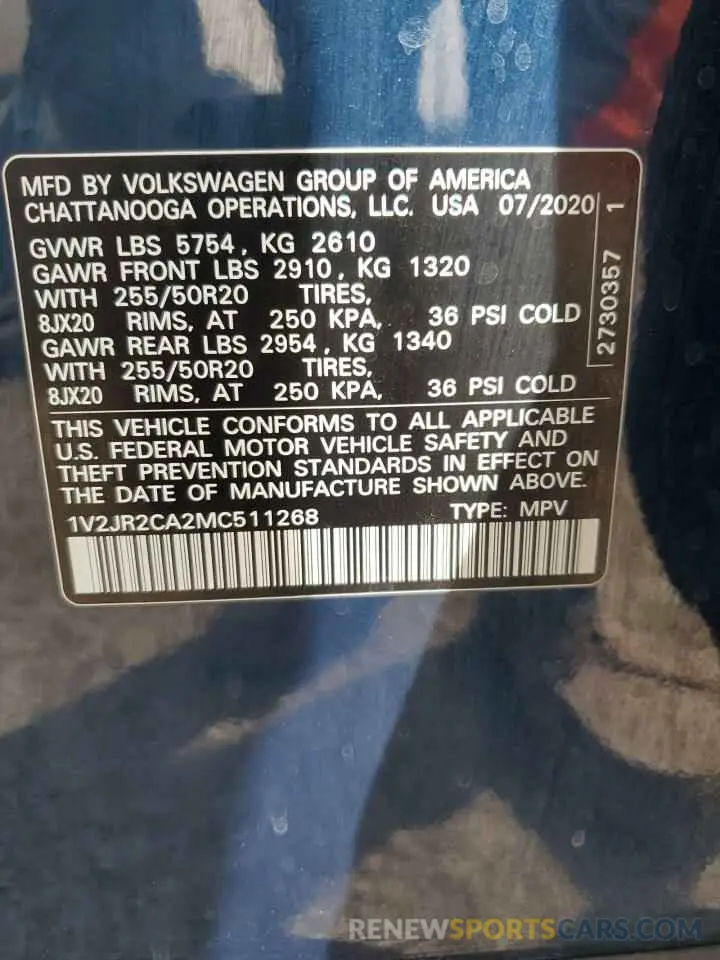 MFD BY VOLKSWAGEN GROUP OF AMERICA
CHATTANOOGA OPERATIONS, LLC. USA 07/2020
GVWR LBS 5754, KG 2610
GAWR FRONT LBS 2910, KG 1320
WITH 255/50R20 TIRES,
8JX20 RIMS, AT 250 KPA, 36 PSI COLD
GAWR REAR LBS 2954, KG 1340
WITH 255/50R20 TIRES,
8JX20 RIMS, AT 250 KPA, 36 PSI COLD
2730357 1
THIS VEHICLE CONFORMS TO ALL APPLICABLE
U.S. FEDERAL MOTOR VEHICLE SAFETY AND
THEFT PREVENTION STANDARDS IN EFFECT ON
THE DATE OF MANUFACTURE SHOWN ABOVE.
1V2JR2CA2MC511268 TYPE: MPV
RENEWSPORTSCARS.COM